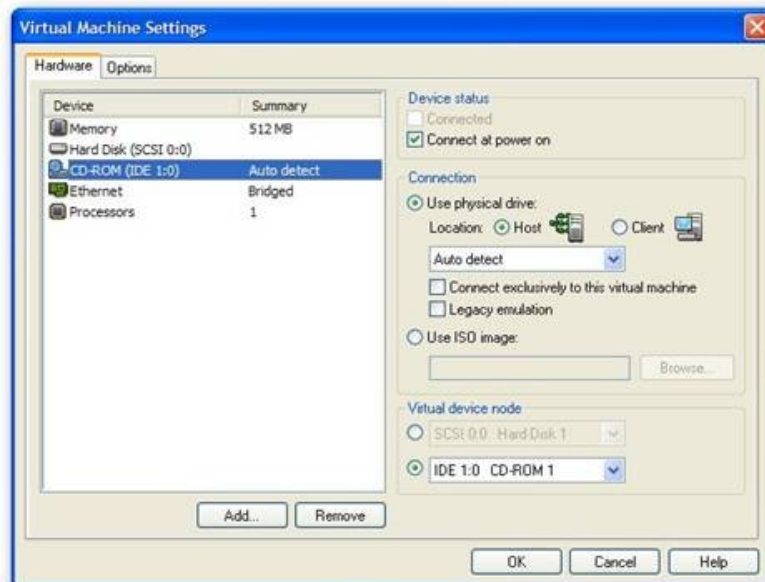 Virtual Machine Settings
Hardware Options
Device Summary
Memory 512 MB
Hard Disk (SCSI 0:0)
CD-ROM (IDE 1:0) Auto detect
Ethernet Bridged
Processors 1
Add... Remove
Device status
Connected
Connect at power on
Connection
Use physical drive:
Location: Host Client
Auto detect
Connect exclusively to this virtual machine
Legacy emulation
Use ISO image:
Browse...
Virtual device node
SCSI 0:0 Hard Disk 1
IDE 1:0 CD-ROM 1
OK Cancel Help